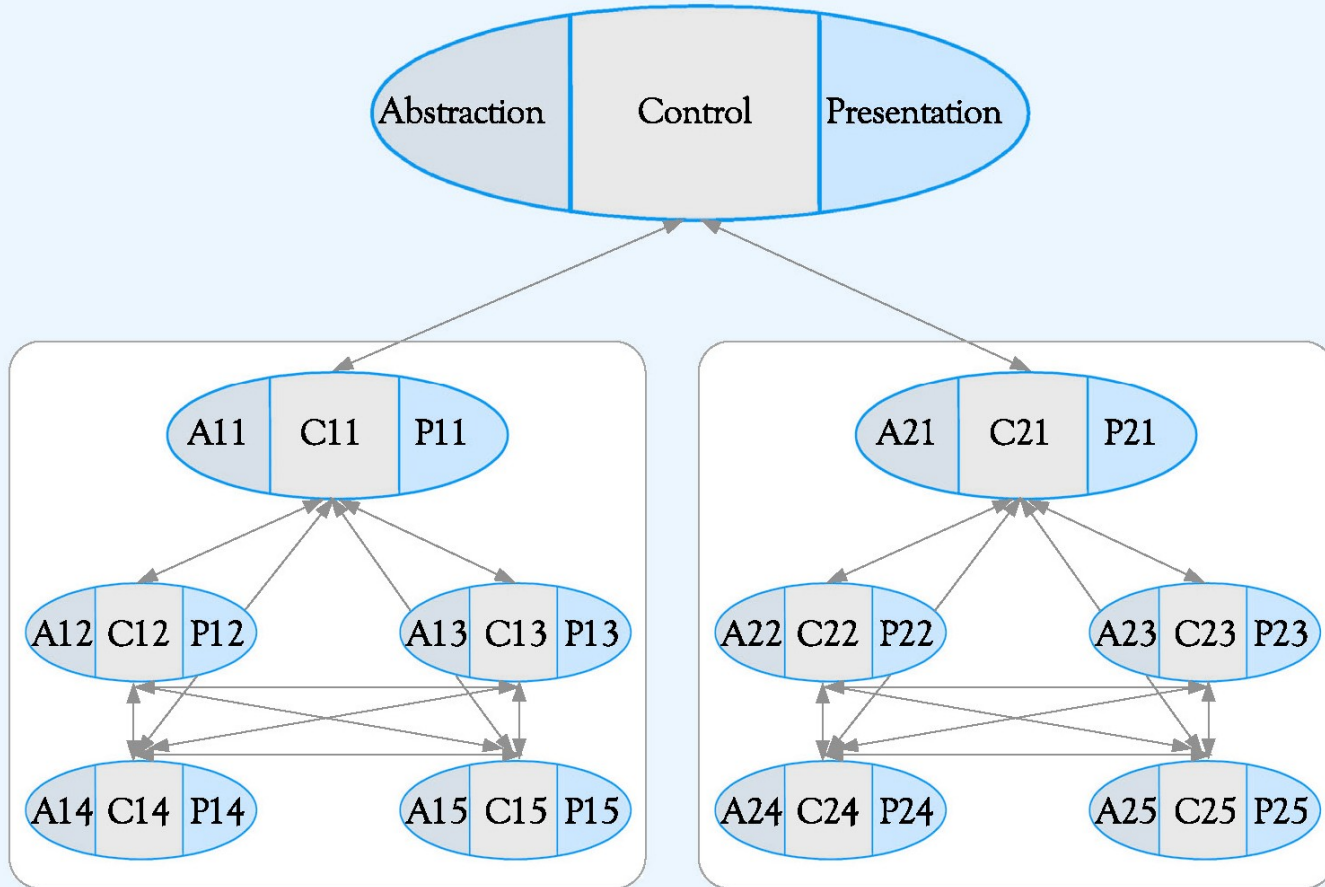 Abstraction Control Presentation
A11 C11 P11
A21 C21 P21
A12 C12 P12
A13 C13 P13
A22 C22 P22
A23 C23 P23
A14 C14 P14
A15 C15 P15
A24 C24 P24
A25 C25 P25